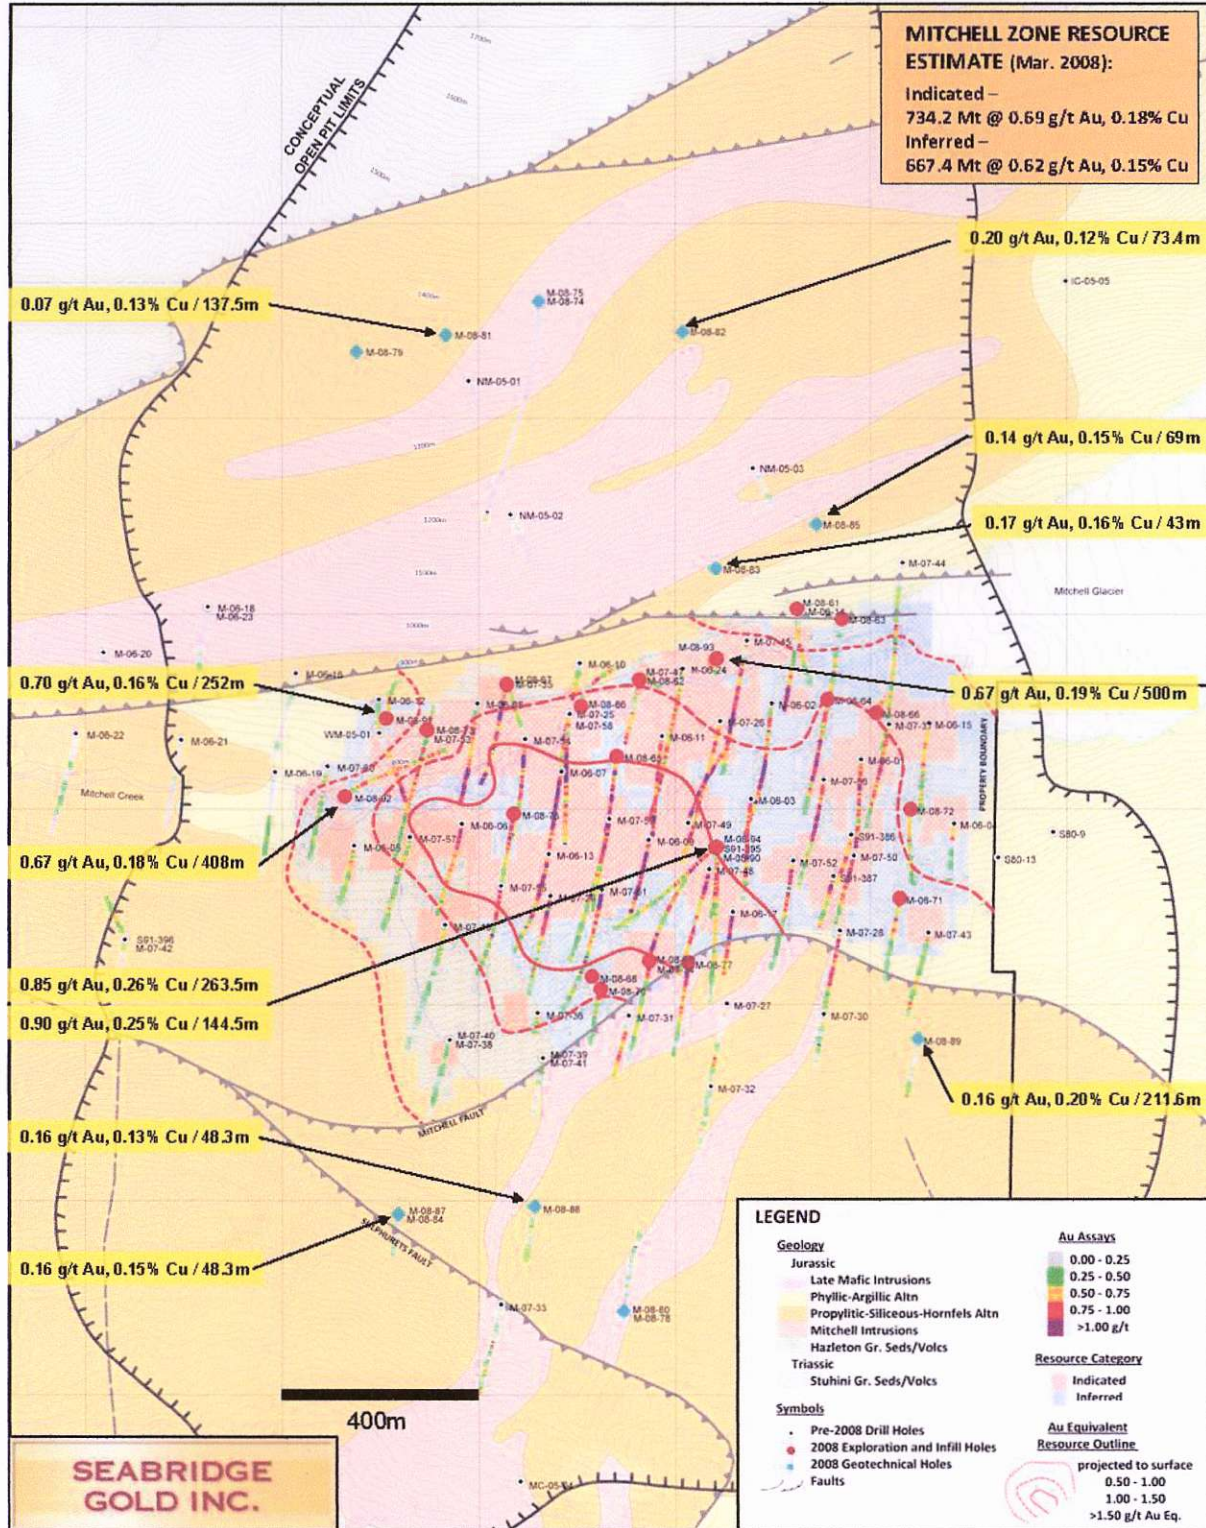 MITCHELL ZONE RESOURCE
ESTIMATE (Mar. 2008):
Indicated –
734.2 Mt @ 0.69 g/t Au, 0.18% Cu
Inferred –
667.4 Mt @ 0.62 g/t Au, 0.15% Cu
CONCEPTUAL
OPEN PIT LIMITS
0.20 g/t Au, 0.12% Cu / 73.4m
IC-05-05
0.07 g/t Au, 0.13% Cu / 137.5m
M-08-75
M-08-74
M-08-81
M-08-82
M-08-79
NM-05-01
0.14 g/t Au, 0.15% Cu / 69m
NM-05-03
NM-05-02
M-08-85
0.17 g/t Au, 0.16% Cu / 43m
M-08-83
M-07-44
Mitchell Glacier
M-06-18
M-06-23
M-08-61
M-08-63
M-06-20
M-07-45
M-08-93
M-06-10
M-07-47
M-08-62
M-06-24
0.70 g/t Au, 0.16% Cu / 252m
0.67 g/t Au, 0.19% Cu / 500m
M-07-35
M-06-12
M-08-91
M-08-66
M-07-25
M-07-58
M-06-02
M-08-64
M-07-26
M-06-15
M-06-22
M-06-21
WM-05-01
M-07-53
M-07-54
M-06-11
PROPERTY BOUNDARY
M-06-19
M-06-07
Mitchell Creek
M-08-92
M-06-03
M-08-72
M-06-06
M-07-57
M-07-49
M-08-94
S91-395
M-08-90
S91-386
S80-9
0.67 g/t Au, 0.18% Cu / 408m
M-06-13
M-07-52
M-07-50
S80-13
M-07-48
S91-387
M-08-71
M-06-17
M-07-28
M-07-43
S91-396
M-07-42
0.85 g/t Au, 0.26% Cu / 263.5m
0.90 g/t Au, 0.25% Cu / 144.5m
M-08-77
M-08-68
M-07-27
M-07-36
M-07-31
M-07-30
M-07-40
M-07-38
M-07-39
M-07-41
M-08-89
M-07-32
0.16 g/t Au, 0.20% Cu / 211.6m
MITCHELL FAULT
0.16 g/t Au, 0.13% Cu / 48.3m
M-08-88
M-08-87
M-08-84
SULPHURETS FAULT
0.16 g/t Au, 0.15% Cu / 48.3m
M-07-33
M-08-80
M-08-78
400m
MC-05-04
SEABRIDGE
GOLD INC.
LEGEND
Geology
Jurassic
Late Mafic Intrusions
Phyllic-Argillic Altn
Propylitic-Siliceous-Hornfels Altn
Mitchell Intrusions
Hazleton Gr. Seds/Volcs
Triassic
Stuhini Gr. Seds/Volcs
Symbols
Pre-2008 Drill Holes
2008 Exploration and Infill Holes
2008 Geotechnical Holes
Faults
Au Assays
0.00 - 0.25
0.25 - 0.50
0.50 - 0.75
0.75 - 1.00
>1.00 g/t
Resource Category
Indicated
Inferred
Au Equivalent
Resource Outline
projected to surface
0.50 - 1.00
1.00 - 1.50
>1.50 g/t Au Eq.